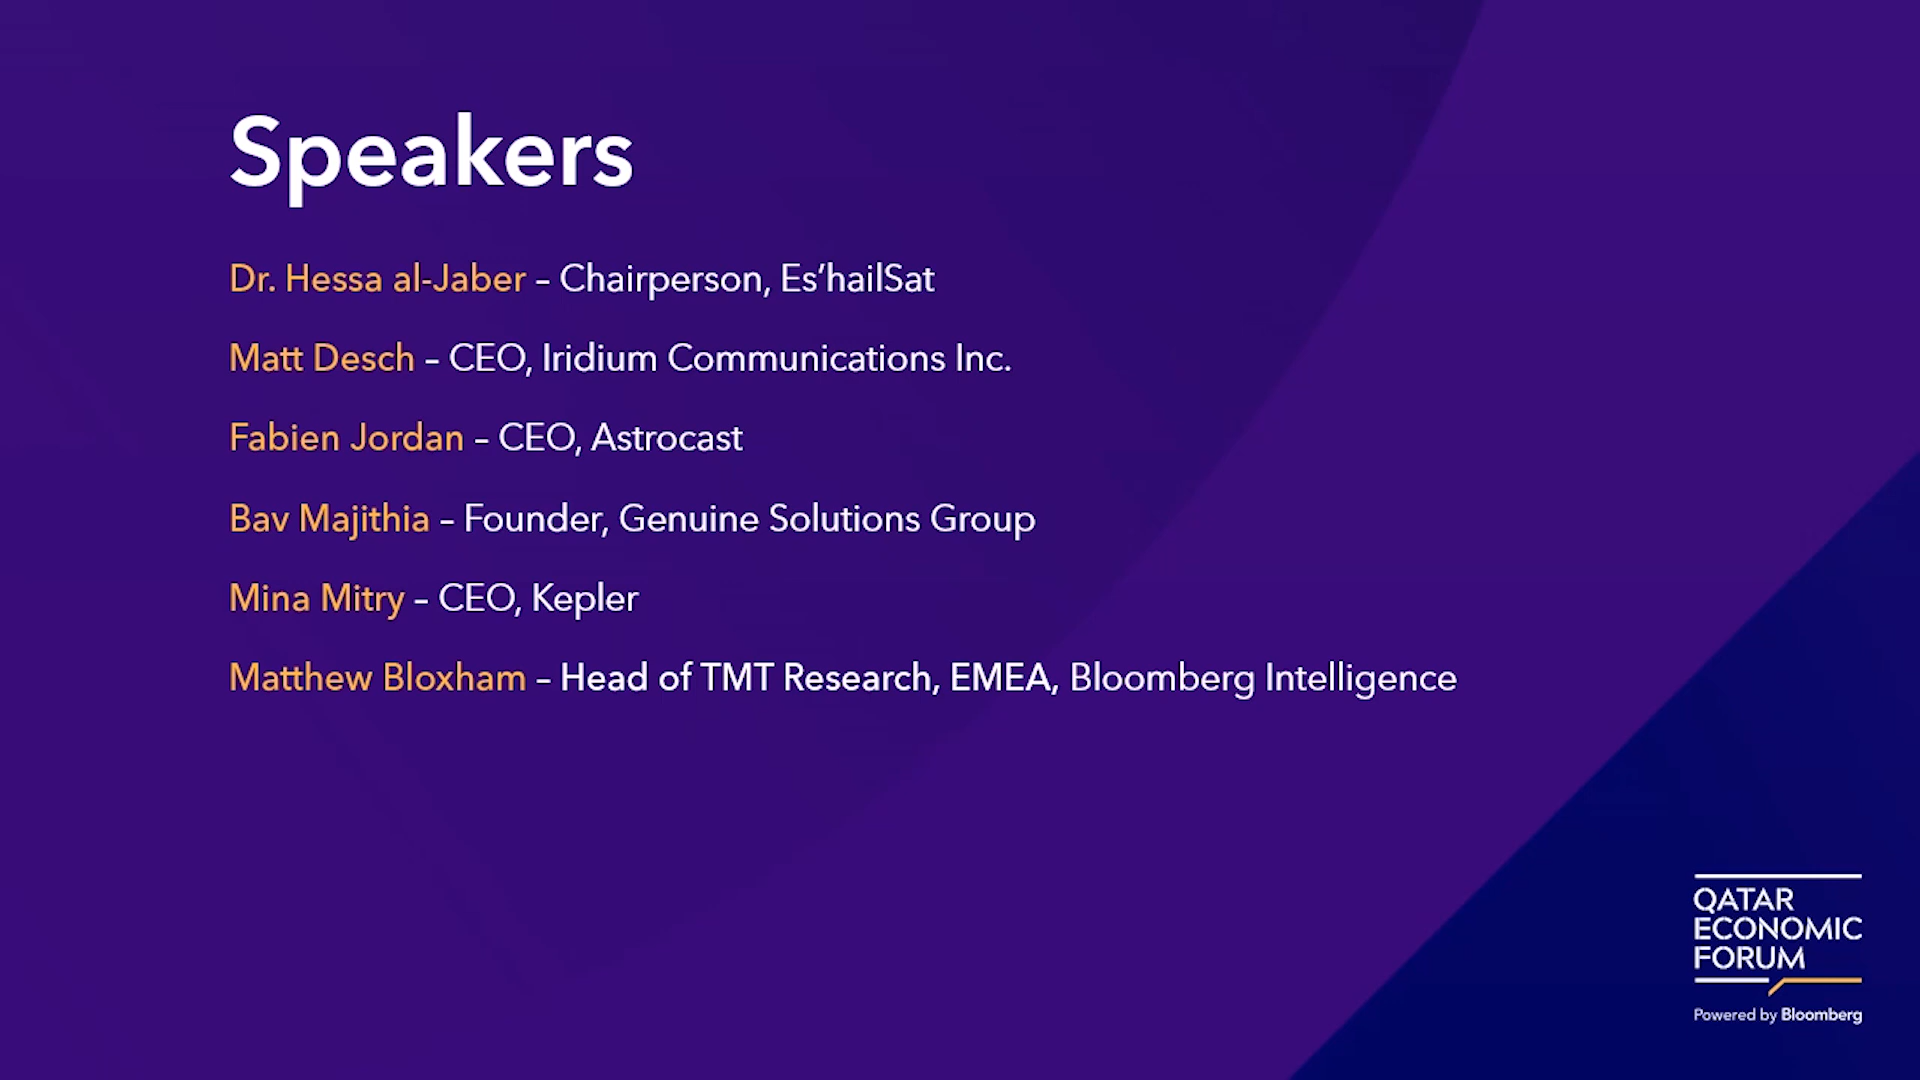 Speakers
Dr. Hessa al-Jaber – Chairperson, Es’hailSat
Matt Desch – CEO, Iridium Communications Inc.
Fabien Jordan – CEO, Astrocast
Bav Majithia – Founder, Genuine Solutions Group
Mina Mitry – CEO, Kepler
Matthew Bloxham – Head of TMT Research, EMEA, Bloomberg Intelligence
QATAR
ECONOMIC
FORUM
Powered by Bloomberg